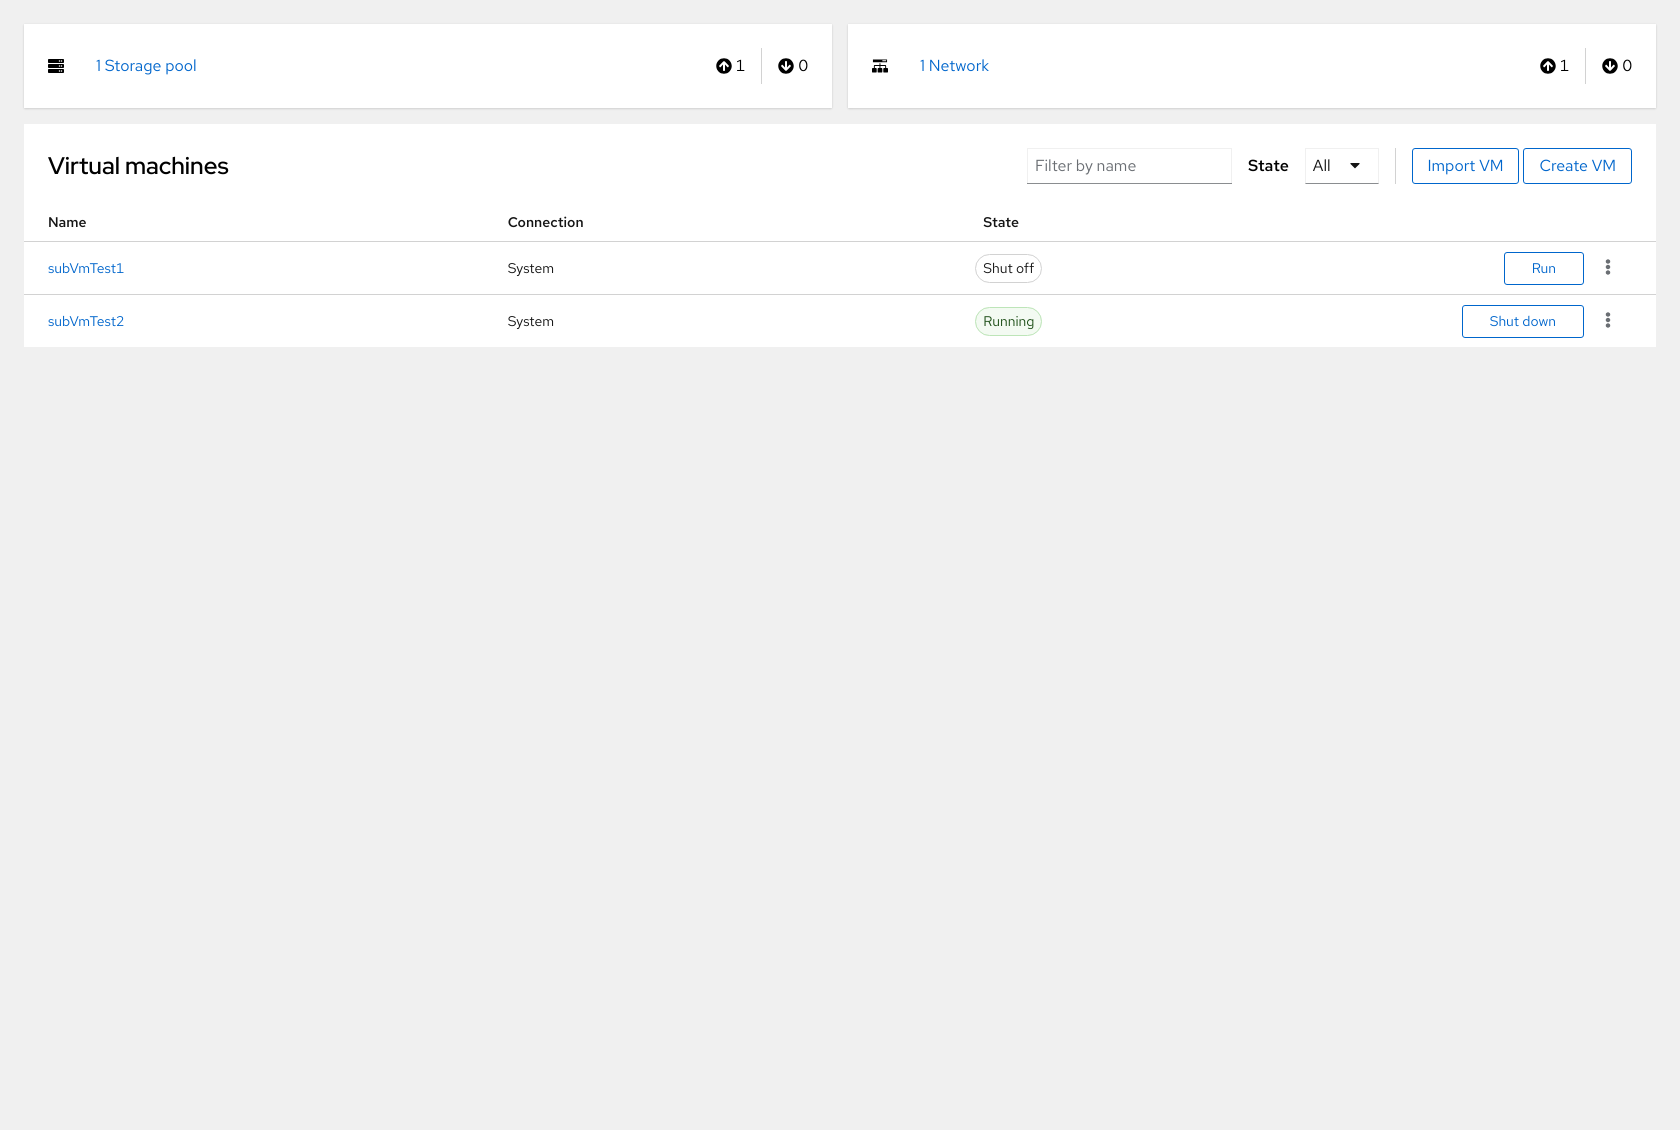 1 Storage pool 1 0 1 Network 1 0
Virtual machines Filter by name State All Import VM Create VM
Name Connection State
subVmTest1 System Shut off Run
subVmTest2 System Running Shut down